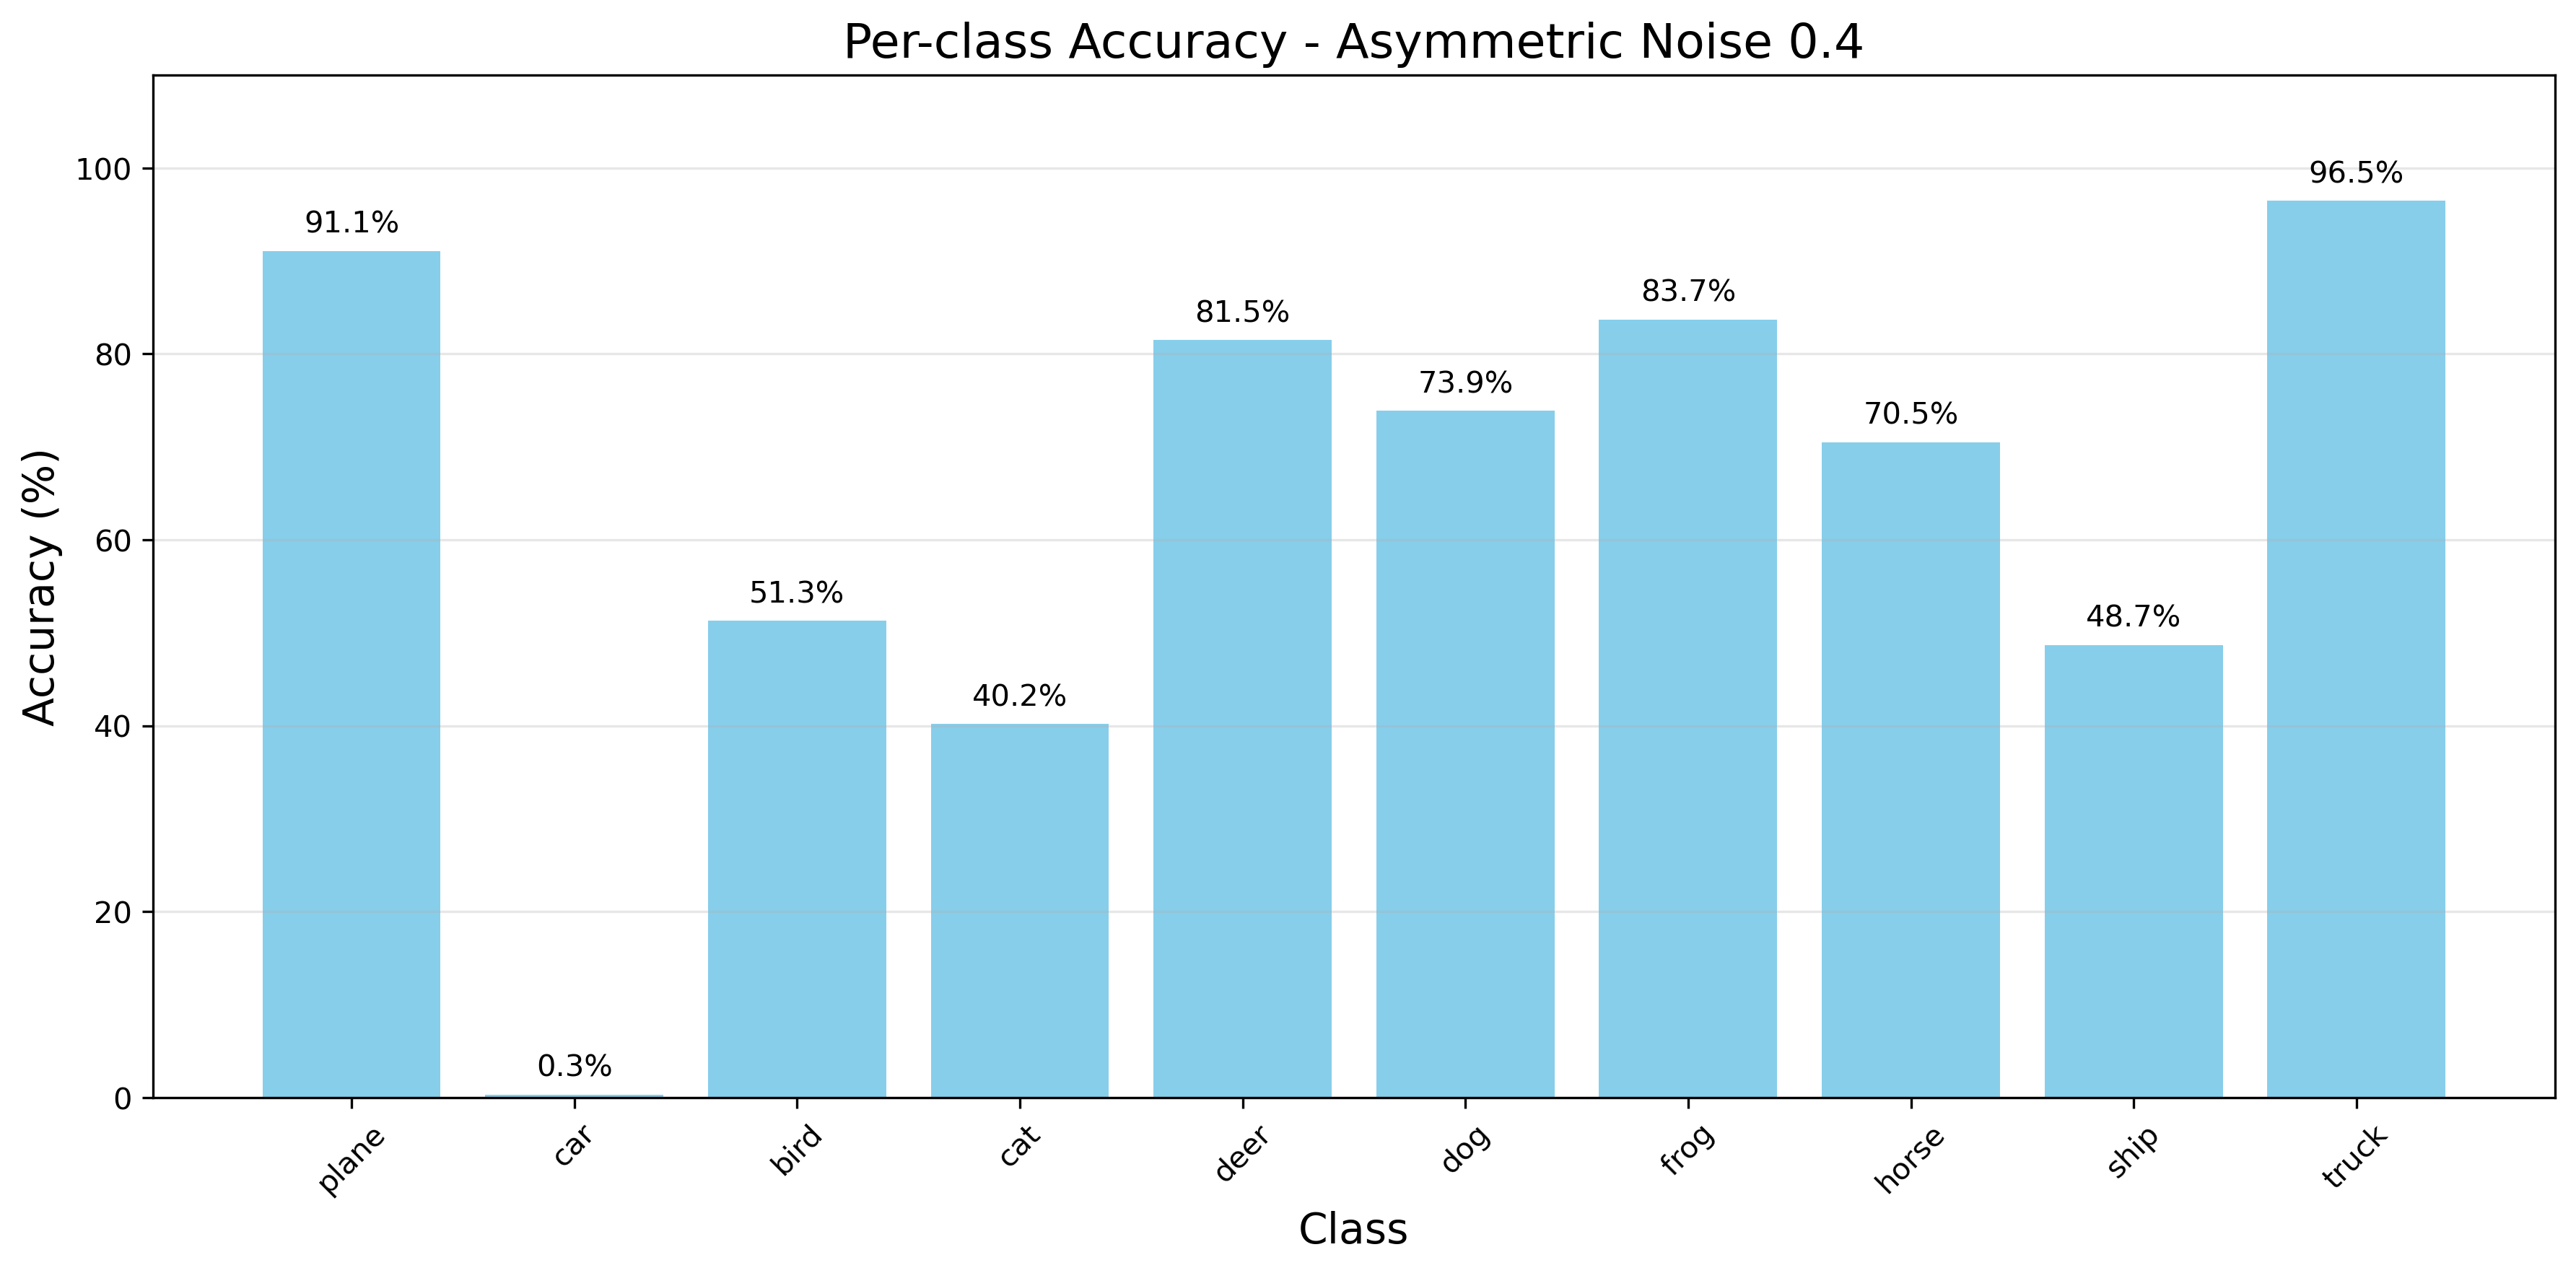 Per-class Accuracy - Asymmetric Noise 0.4
Accuracy (%)
100
80
60
40
20
0
91.1%
0.3%
51.3%
40.2%
81.5%
73.9%
83.7%
70.5%
48.7%
96.5%
plane
car
bird
cat
deer
dog
frog
horse
ship
truck
Class